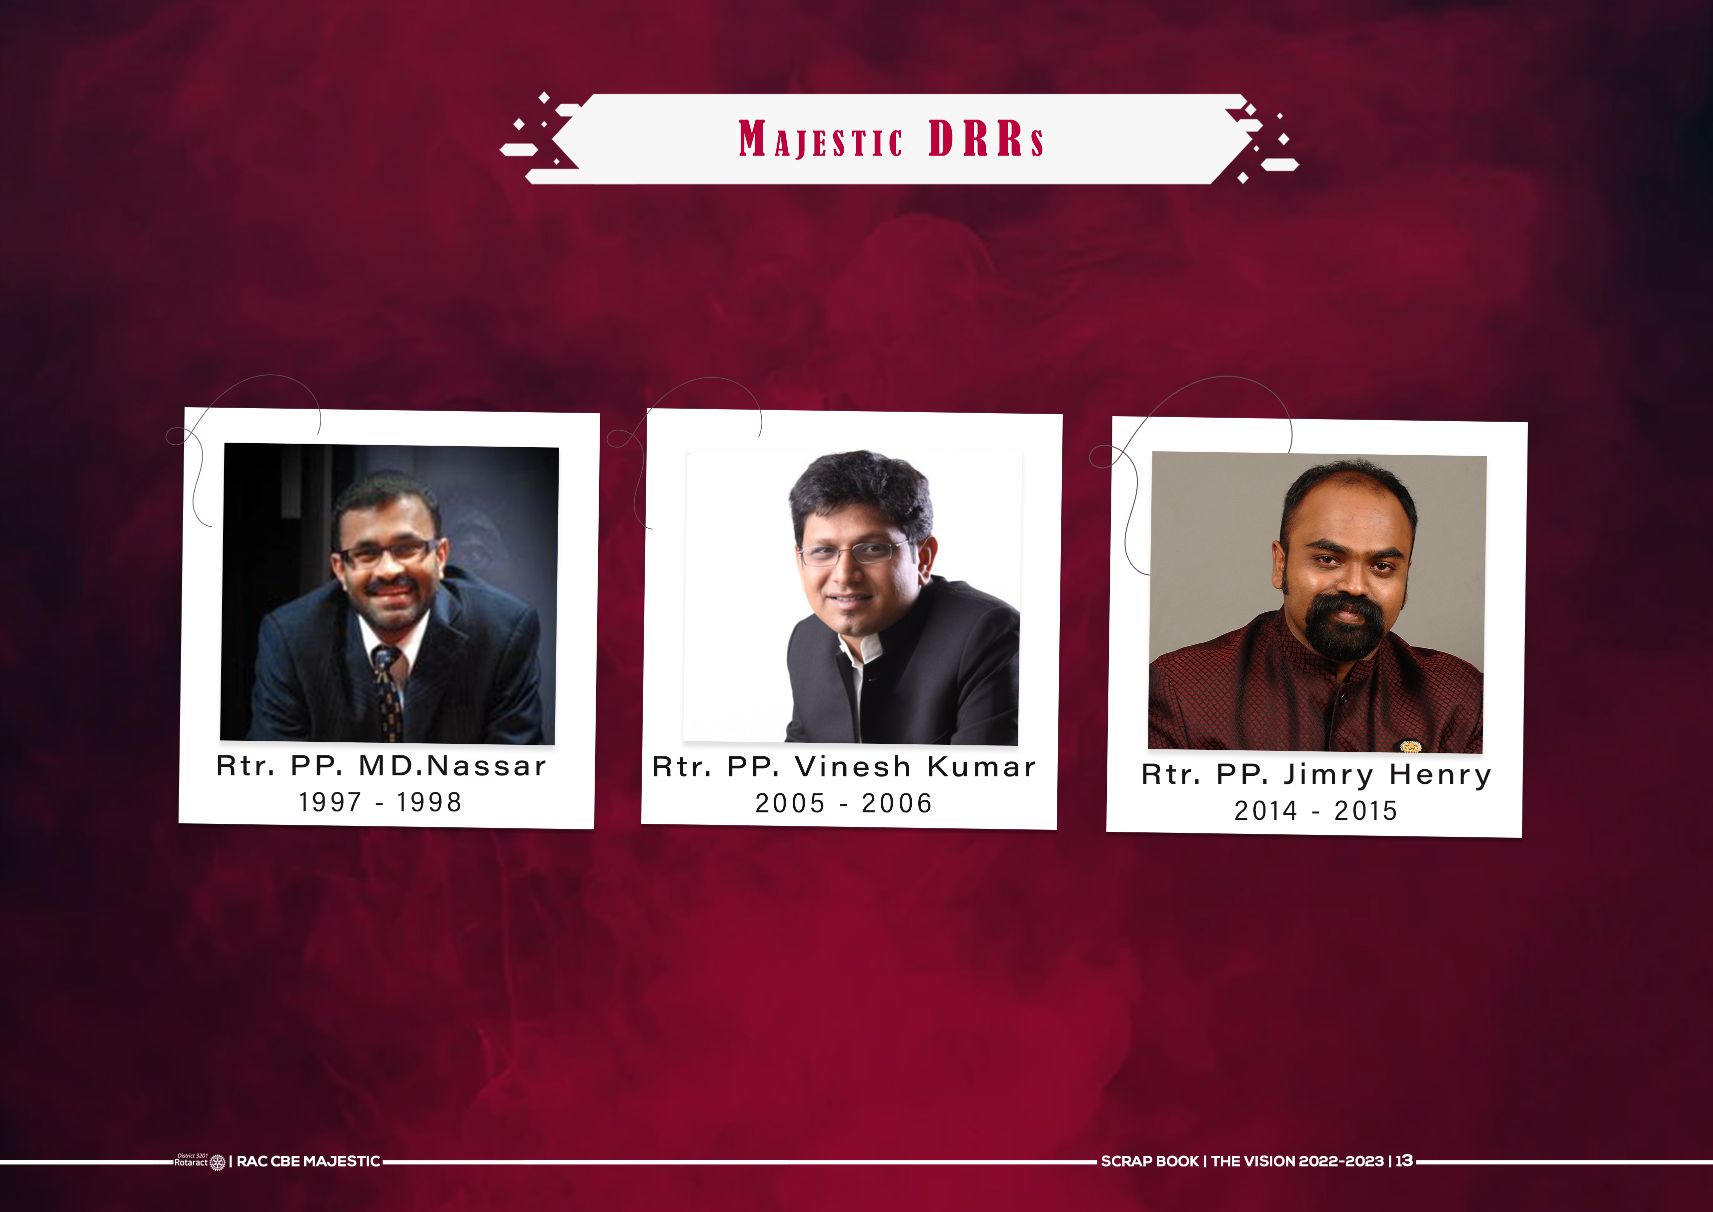 Majestic DRRs
Rtr. PP. MD.Nassar
1997 - 1998
Rtr. PP. Vinesh Kumar
2005 - 2006
Rtr. PP. Jimry Henry
2014 - 2015
District 3201
Rotaract | RAC CBE MAJESTIC
SCRAP BOOK | THE VISION 2022-2023 | 13